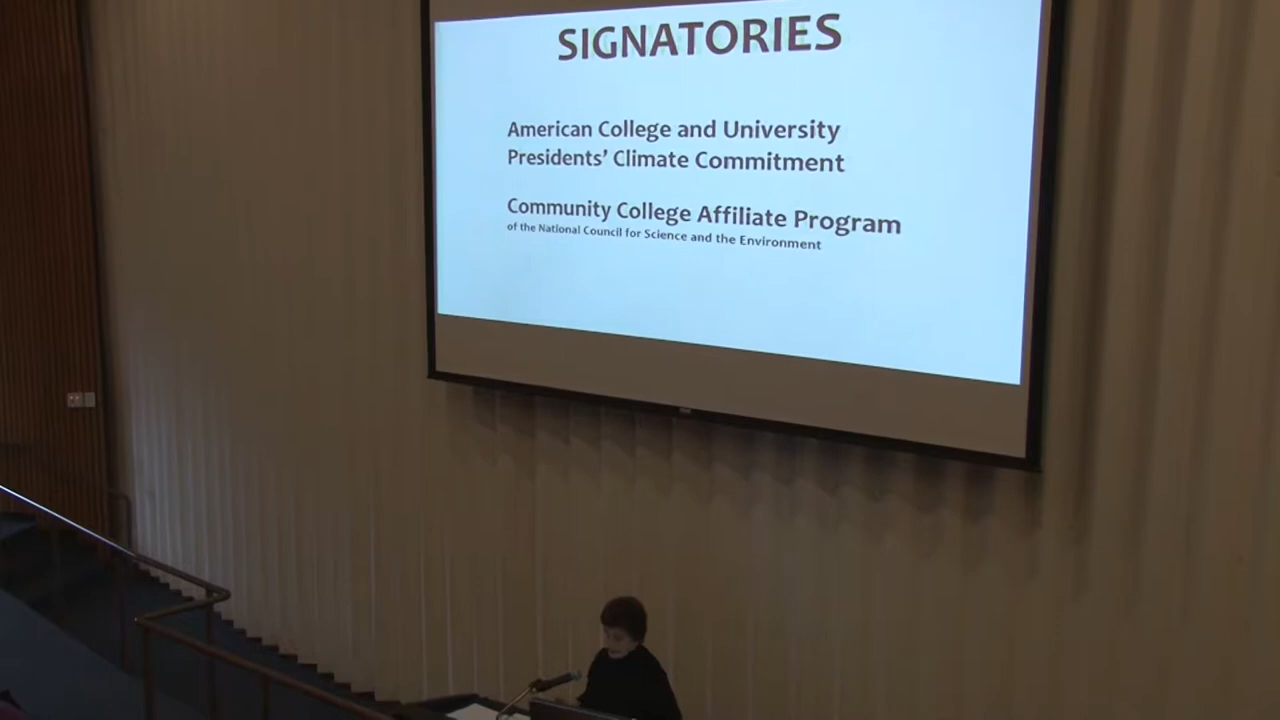 SIGNATORIES
American College and University
Presidents’ Climate Commitment
Community College Affiliate Program
of the National Council for Science and the Environment